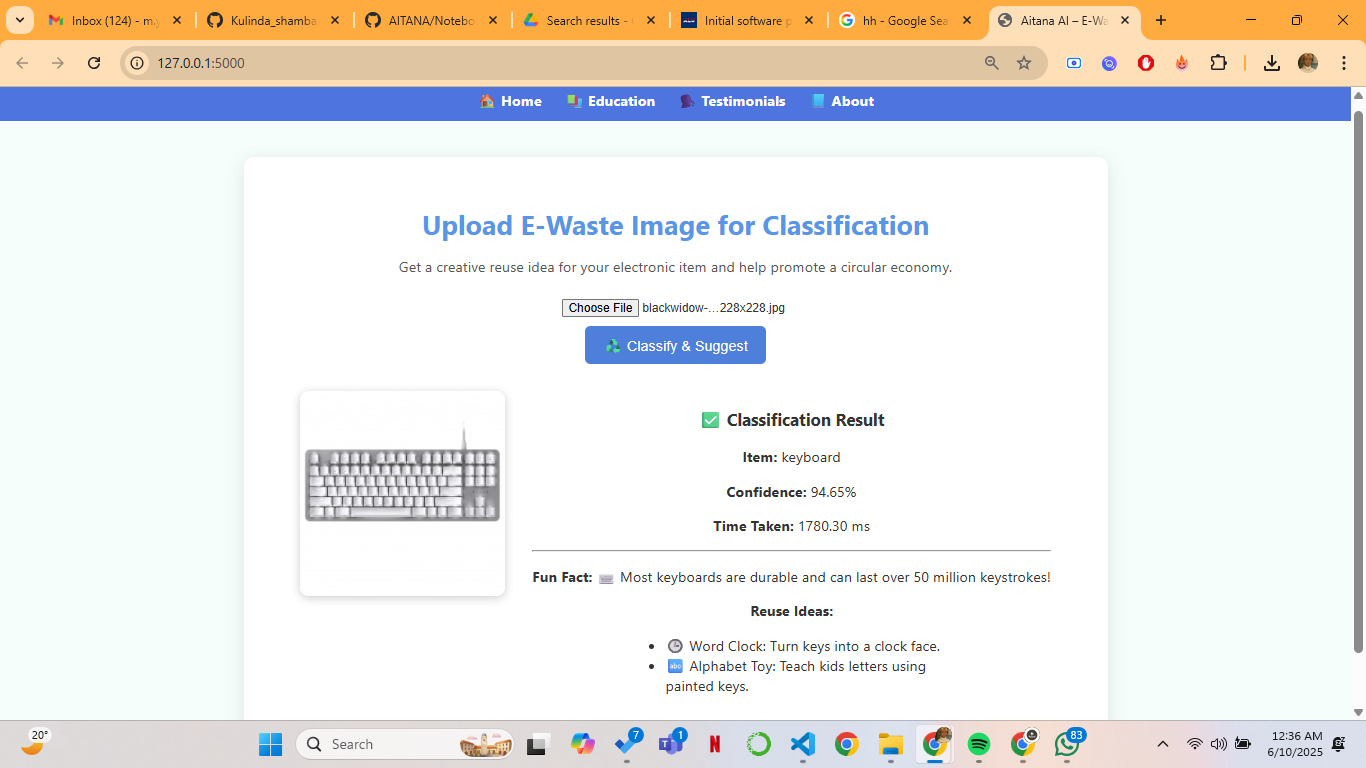 Inbox (124) - m.y
Kulinda_shamba
AITANA/Notebo
Search results - 
Initial software p
hh - Google Sea
Aitana AI – E-Wa
127.0.0.1:5000
Home Education Testimonials About
Upload E-Waste Image for Classification
Get a creative reuse idea for your electronic item and help promote a circular economy.
Choose File blackwidow-...228x228.jpg
Classify & Suggest
Classification Result
Item: keyboard
Confidence: 94.65%
Time Taken: 1780.30 ms
Fun Fact: Most keyboards are durable and can last over 50 million keystrokes!
Reuse Ideas:
• Word Clock: Turn keys into a clock face.
• abc Alphabet Toy: Teach kids letters using
painted keys.
20°
Search
7
1
83
12:36 AM
6/10/2025